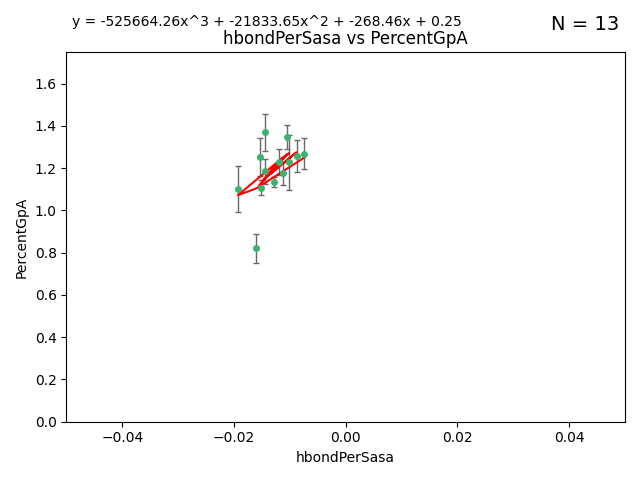 y = -525664.26x^3 + -21833.65x^2 + -268.46x + 0.25
N = 13
hbondPerSasa vs PercentGpA
PercentGpA
1.6
1.4
1.2
1.0
0.8
0.6
0.4
0.2
0.0
−0.04 −0.02 0.00 0.02 0.04
hbondPerSasa